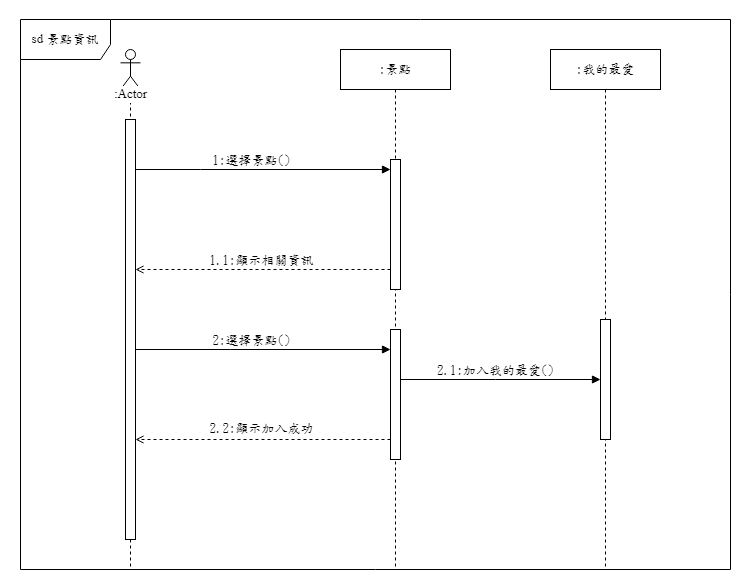 sd 景點資訊
:Actor
:景點
:我的最愛
1:選擇景點()
1.1:顯示相關資訊
2:選擇景點()
2.1:加入我的最愛()
2.2:顯示加入成功